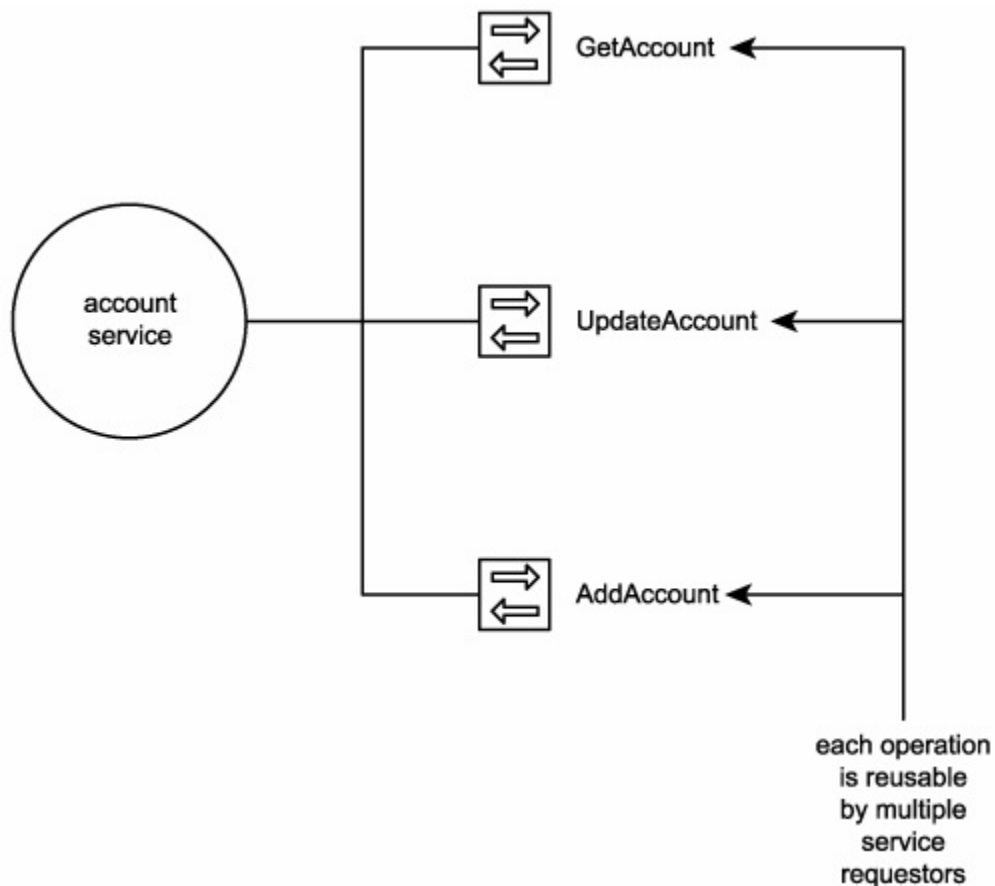 GetAccount
account
service
UpdateAccount
AddAccount
each operation
is reusable
by multiple
service
requestors